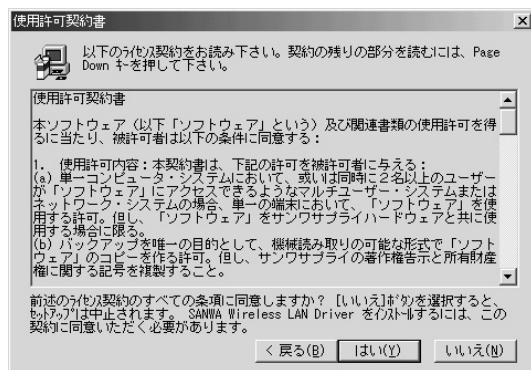 使用許可契約書
以下のﾗｲｾﾝｽ契約をお読み下さい。契約の残りの部分を読むには、Page
Down キーを押して下さい。
使用許可契約書
本ソフトウェア（以下「ソフトウェア」という）及び関連書類の使用許可を得
るに当たり、被許可者は以下の条件に同意する：
1. 使用許可内容：本契約書は、下記の許可を被許可者に与える：
(a) 単一コンピュータ・システムにおいて、或いは同時に２名以上のユーザー
が「ソフトウェア」にアクセスできるようなマルチユーザー・システムまたは
ネットワーク・システムの場合、単一の端末において、「ソフトウェア」を使
用する許可。但し、「ソフトウェア」をサンワサプライハードウェアと共に使
用する場合に限る。
(b) バックアップを唯一の目的として、機械読み取りの可能な形式で「ソフト
ウェア」のコピーを作る許可。但し、サンワサプライの著作権告示と所有財産
権に関する記号を複製すること。
前述のﾗｲｾﾝｽ契約のすべての条項に同意しますか？ [いいえ]ﾎﾞﾀﾝを選択すると、
ｾｯﾄｱｯﾌﾟは中止されます。 SANWA Wireless LAN Driver をｲﾝｽﾄｰﾙするには、この
契約に同意いただく必要があります。
< 戻る(B) はい(Y) いいえ(N)